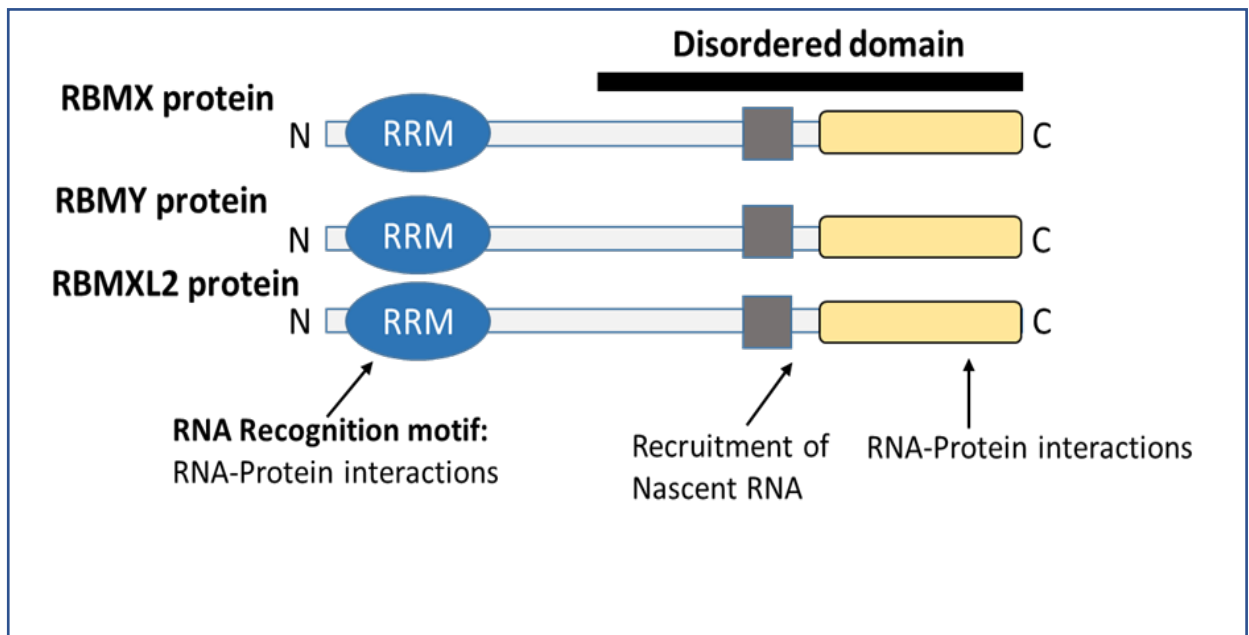 Disordered domain
RBMX protein
N RRM C
RBMY protein
N RRM C
RBMXL2 protein
N RRM C
RNA Recognition motif:
RNA-Protein interactions
Recruitment of
Nascent RNA
RNA-Protein interactions